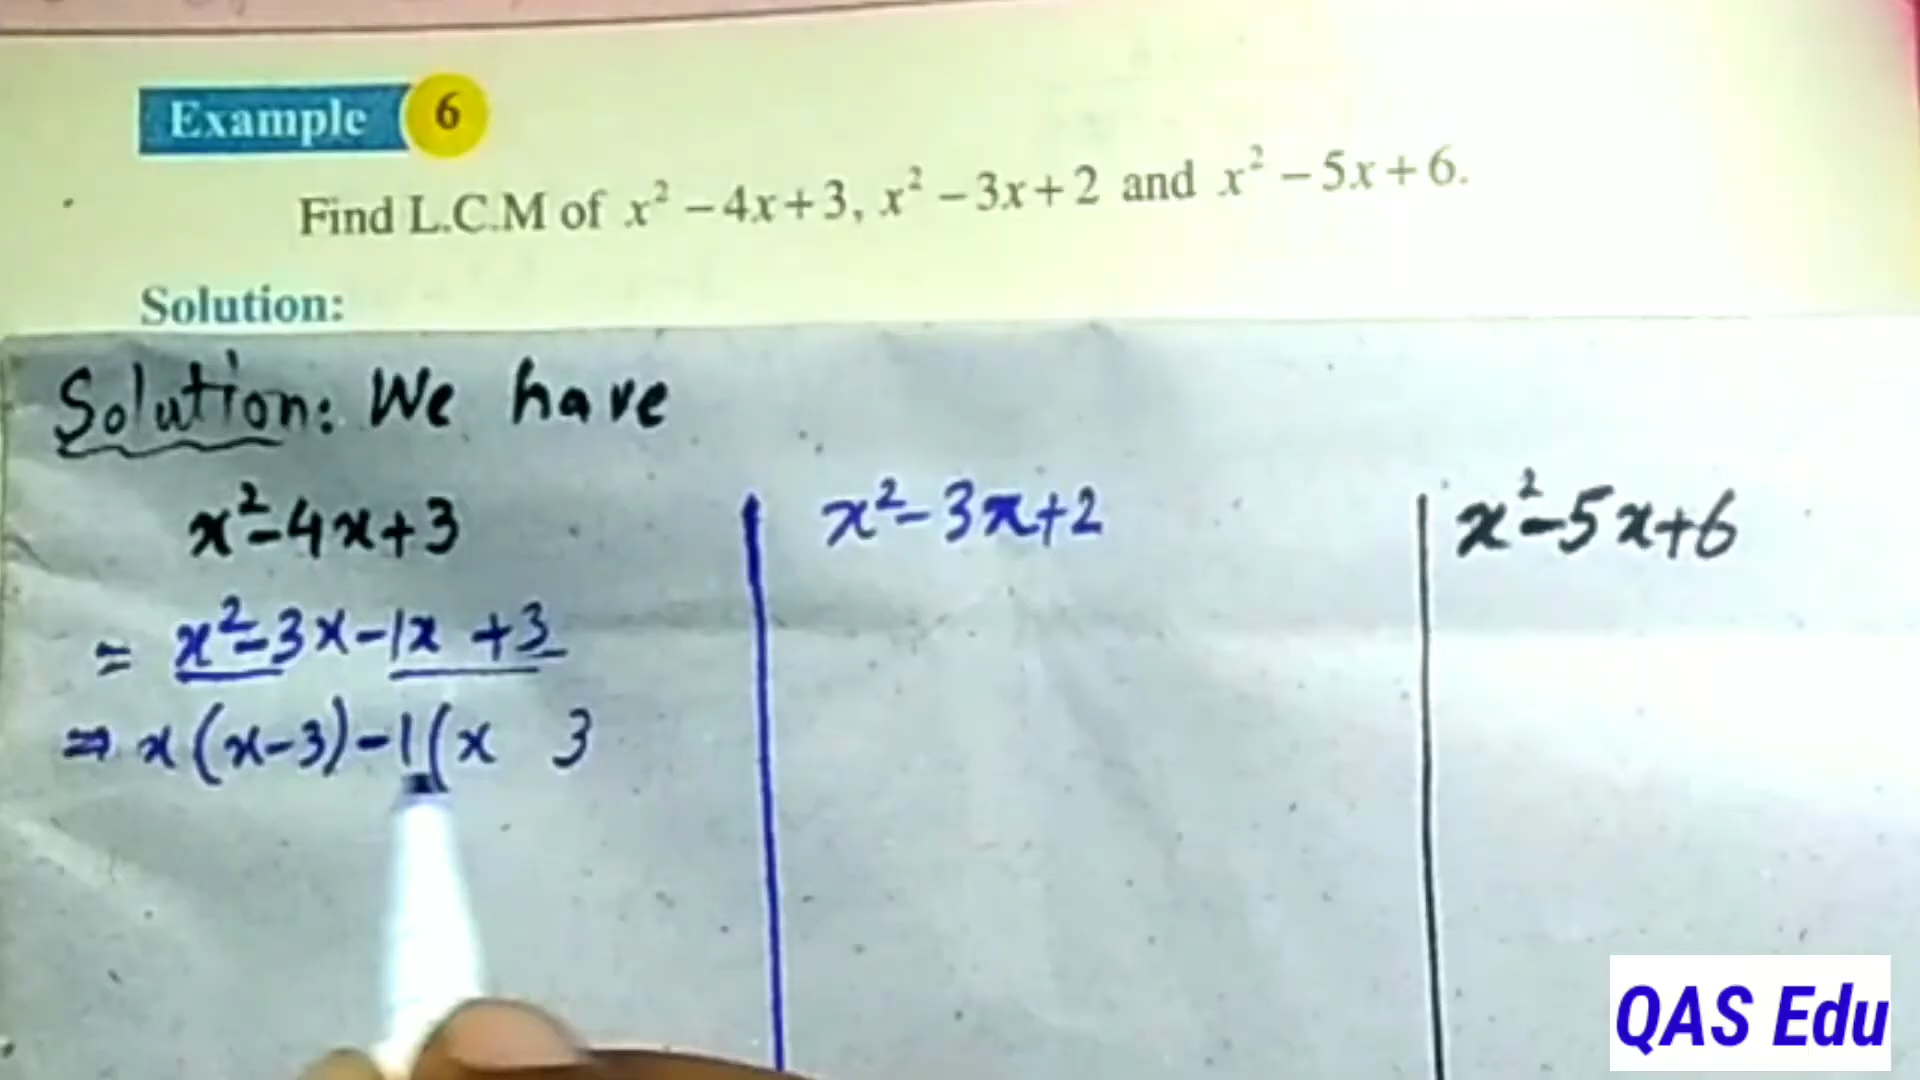 Example 6
Find L.C.M of x² – 4x + 3, x² – 3x + 2 and x² – 5x + 6.
Solution:
Solution: We have
x² - 4x + 3
= x² - 3x - 1x + 3
⇒ x(x - 3) - 1(x 3
x² - 3x + 2
x² - 5x + 6
QAS Edu